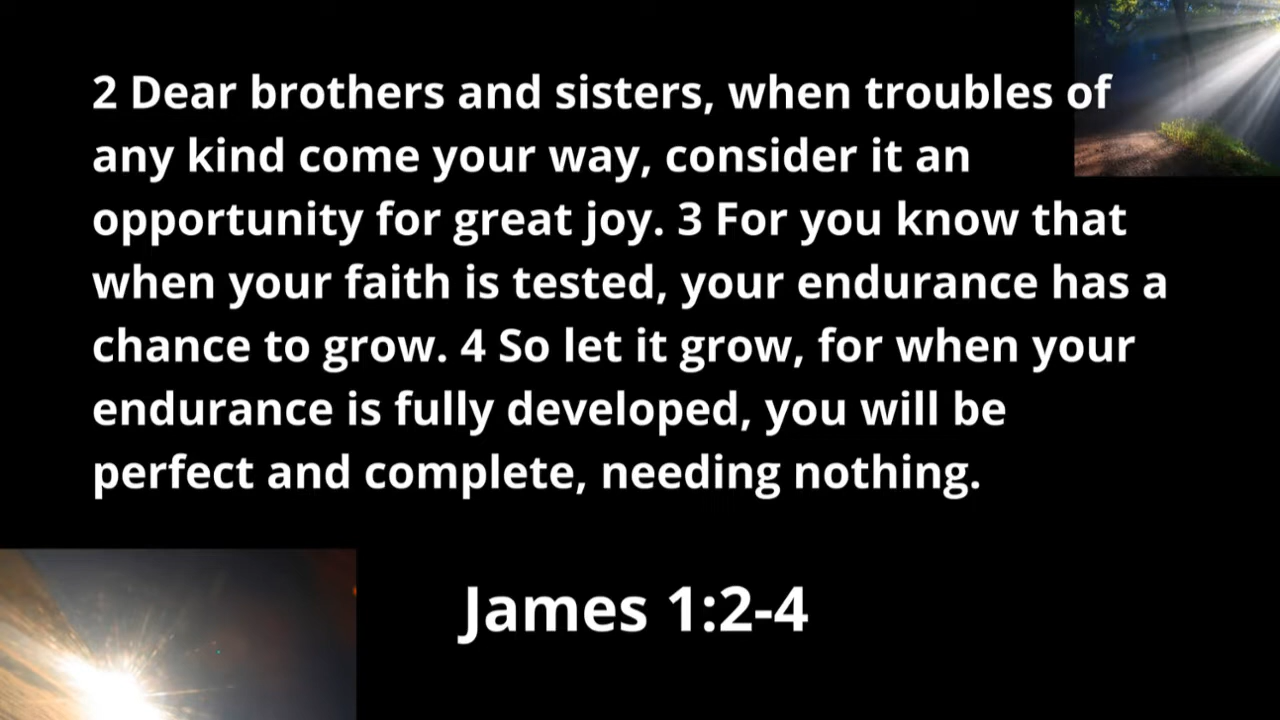 2 Dear brothers and sisters, when troubles of
any kind come your way, consider it an
opportunity for great joy. 3 For you know that
when your faith is tested, your endurance has a
chance to grow. 4 So let it grow, for when your
endurance is fully developed, you will be
perfect and complete, needing nothing.
James 1:2-4